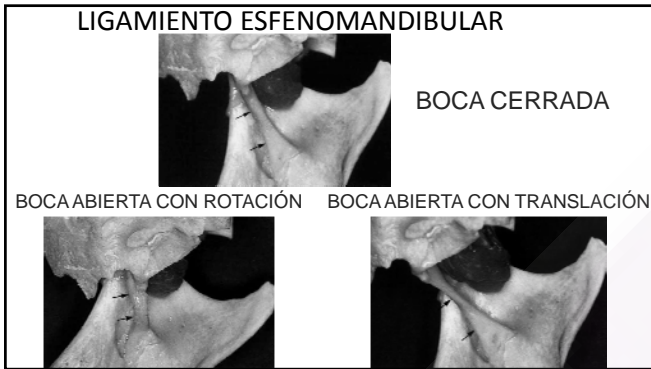 LIGAMIENTO ESFENOMANDIBULAR
BOCA CERRADA
BOCA ABIERTA CON ROTACIÓN
BOCA ABIERTA CON TRANSLACIÓN